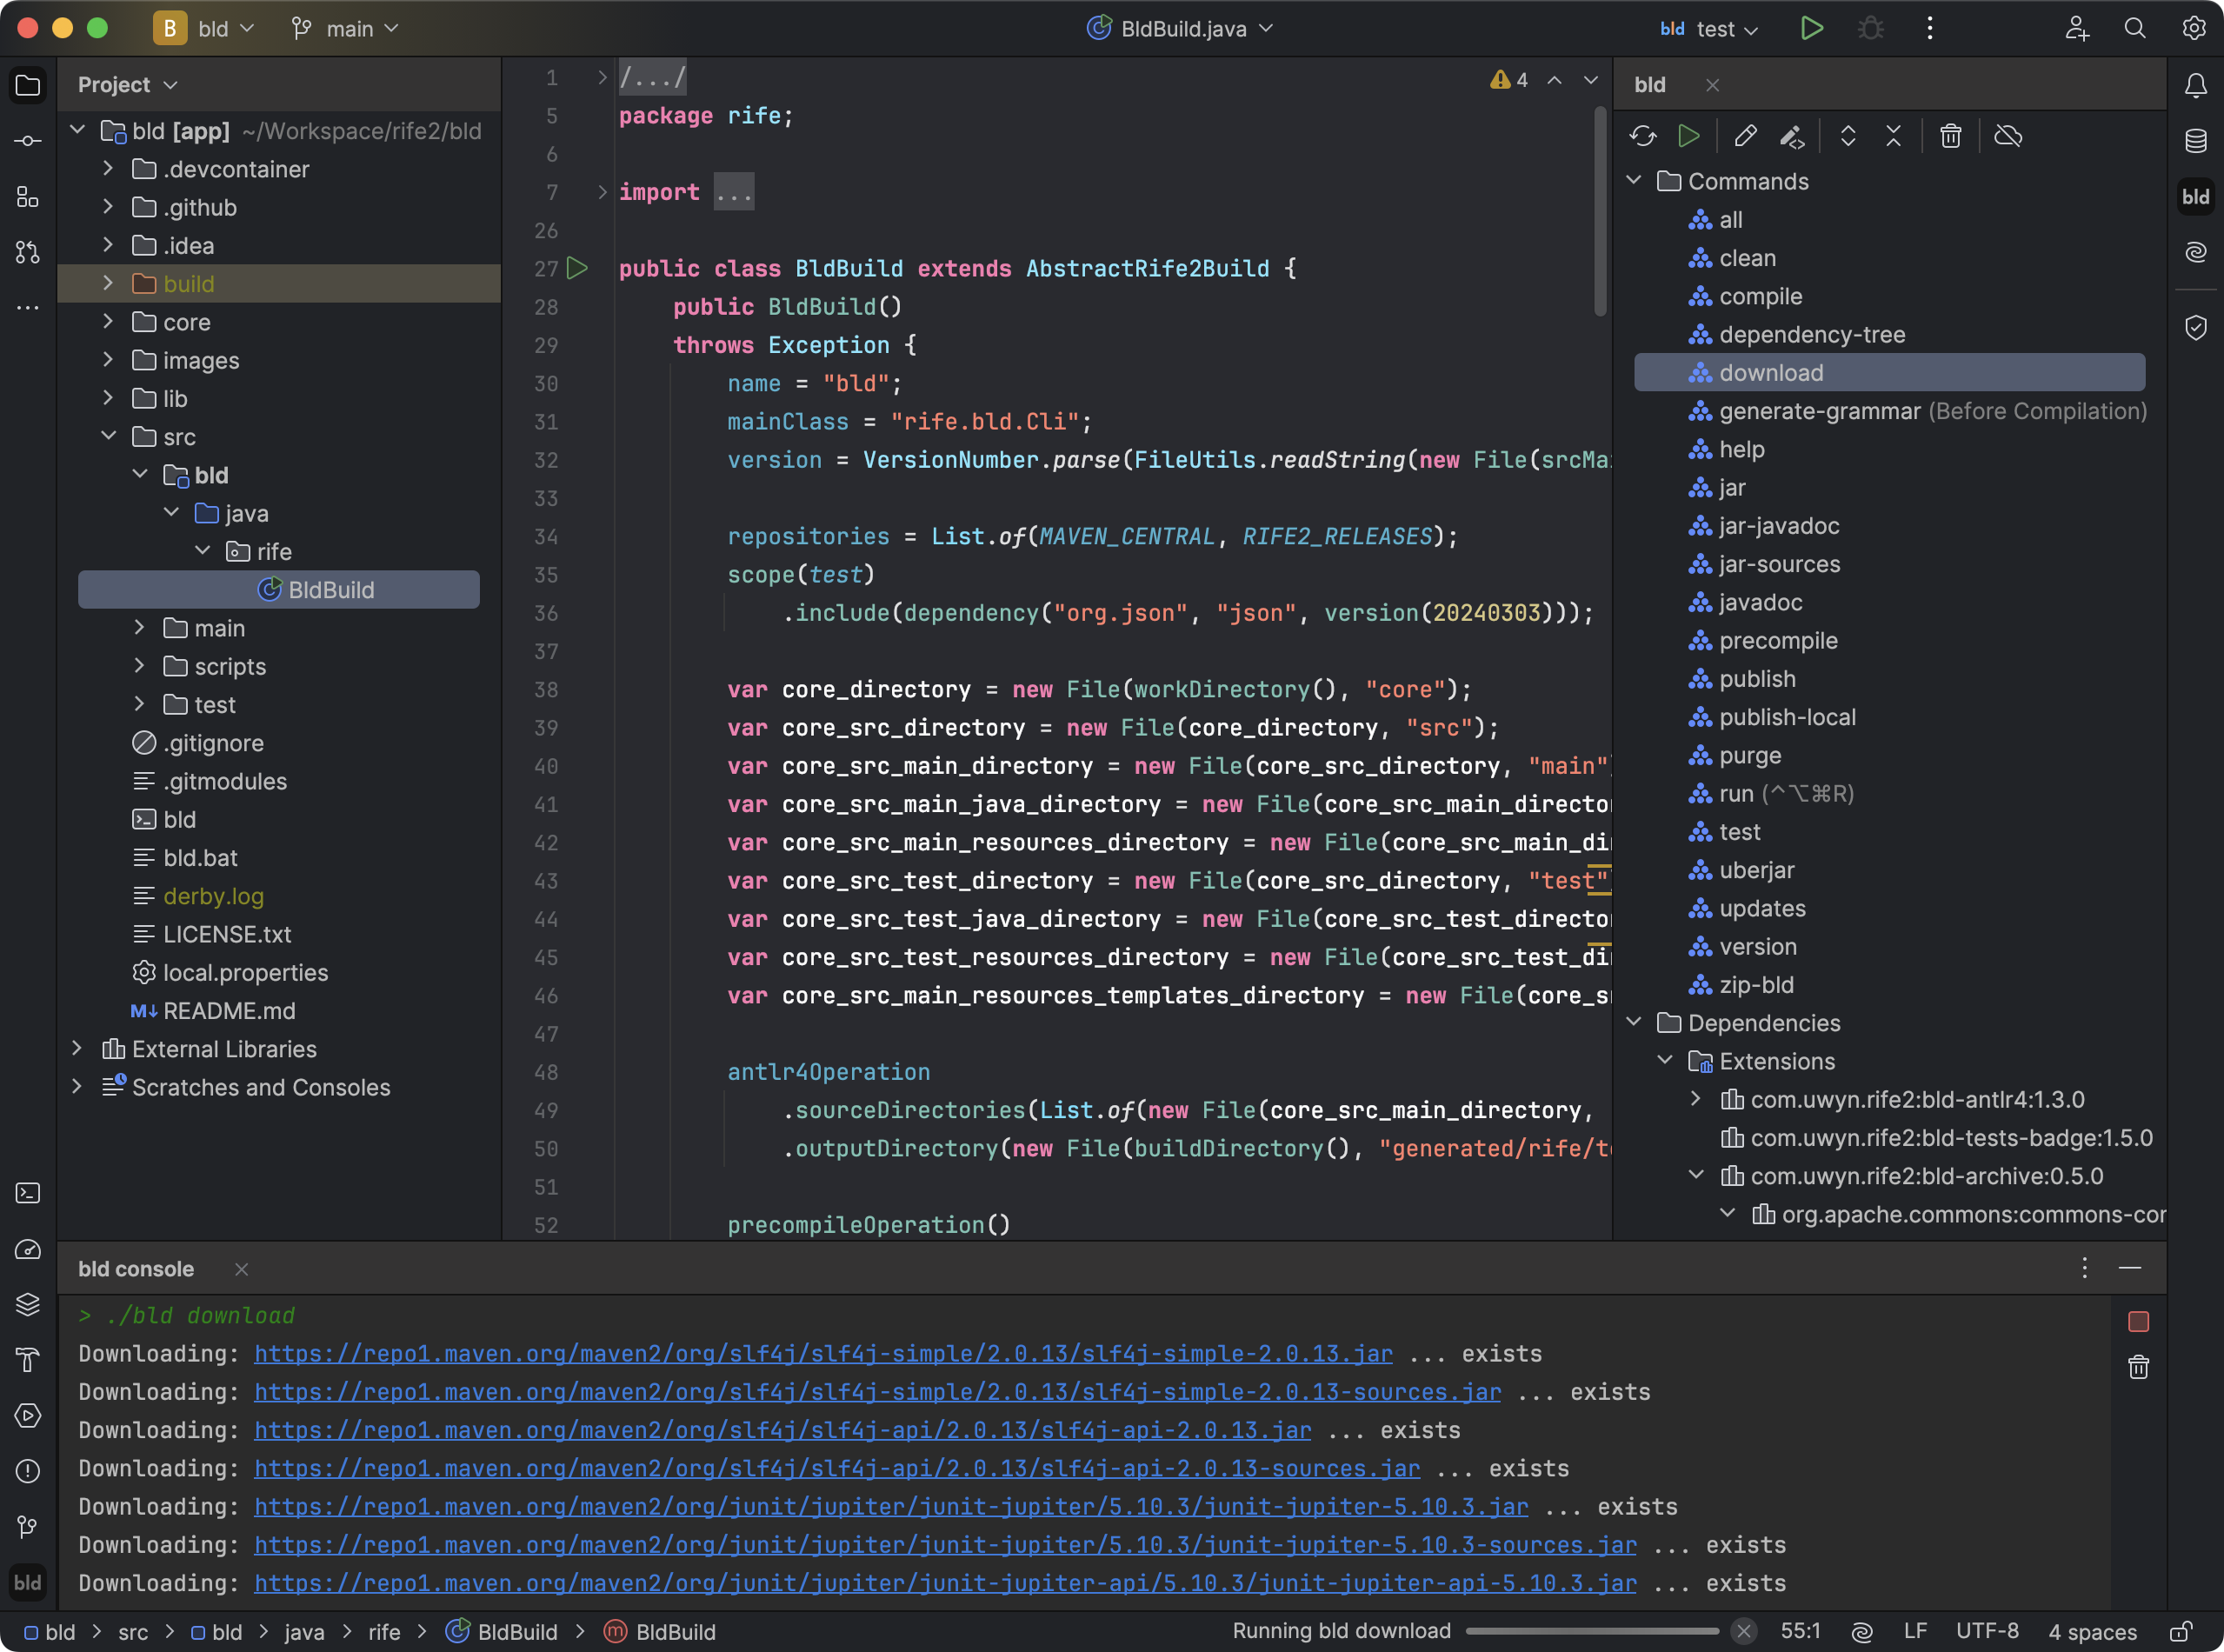 B bld main BldBuild.java bld test
Project
bld [app] ~/Workspace/rife2/bld
.devcontainer
.github
.idea
build
core
images
lib
src
bld
java
rife
BldBuild
main
scripts
test
.gitignore
.gitmodules
bld
bld.bat
derby.log
LICENSE.txt
local.properties
M↓ README.md
External Libraries
Scratches and Consoles
4
1 /.../
5 package rife;
6
7 import ...
26
27 public class BldBuild extends AbstractRife2Build {
28 public BldBuild()
29 throws Exception {
30 name = "bld";
31 mainClass = "rife.bld.Cli";
32 version = VersionNumber.parse(FileUtils.readString(new File(srcMa
33
34 repositories = List.of(MAVEN_CENTRAL, RIFE2_RELEASES);
35 scope(test)
36 .include(dependency("org.json", "json", version(20240303)));
37
38 var core_directory = new File(workDirectory(), "core");
39 var core_src_directory = new File(core_directory, "src");
40 var core_src_main_directory = new File(core_src_directory, "main"
41 var core_src_main_java_directory = new File(core_src_main_director
42 var core_src_main_resources_directory = new File(core_src_main_di
43 var core_src_test_directory = new File(core_src_directory, "test"
44 var core_src_test_java_directory = new File(core_src_test_director
45 var core_src_test_resources_directory = new File(core_src_test_di
46 var core_src_main_resources_templates_directory = new File(core_s
47
48 antlr4Operation
49 .sourceDirectories(List.of(new File(core_src_main_directory,
50 .outputDirectory(new File(buildDirectory(), "generated/rife/t
51
52 precompileOperation()
bld
Commands
all
clean
compile
dependency-tree
download
generate-grammar (Before Compilation)
help
jar
jar-javadoc
jar-sources
javadoc
precompile
publish
publish-local
purge
run (^⌥⌘R)
test
uberjar
updates
version
zip-bld
Dependencies
Extensions
com.uwyn.rife2:bld-antlr4:1.3.0
com.uwyn.rife2:bld-tests-badge:1.5.0
com.uwyn.rife2:bld-archive:0.5.0
org.apache.commons:commons-cor
bld
bld console
> ./bld download
Downloading: https://repo1.maven.org/maven2/org/slf4j/slf4j-simple/2.0.13/slf4j-simple-2.0.13.jar ... exists
Downloading: https://repo1.maven.org/maven2/org/slf4j/slf4j-simple/2.0.13/slf4j-simple-2.0.13-sources.jar ... exists
Downloading: https://repo1.maven.org/maven2/org/slf4j/slf4j-api/2.0.13/slf4j-api-2.0.13.jar ... exists
Downloading: https://repo1.maven.org/maven2/org/slf4j/slf4j-api/2.0.13/slf4j-api-2.0.13-sources.jar ... exists
Downloading: https://repo1.maven.org/maven2/org/junit/jupiter/junit-jupiter/5.10.3/junit-jupiter-5.10.3.jar ... exists
Downloading: https://repo1.maven.org/maven2/org/junit/jupiter/junit-jupiter/5.10.3/junit-jupiter-5.10.3-sources.jar ... exists
Downloading: https://repo1.maven.org/maven2/org/junit/jupiter/junit-jupiter-api/5.10.3/junit-jupiter-api-5.10.3.jar ... exists
bld
bld > src > bld > java > rife > BldBuild > m BldBuild Running bld download 55:1 LF UTF-8 4 spaces